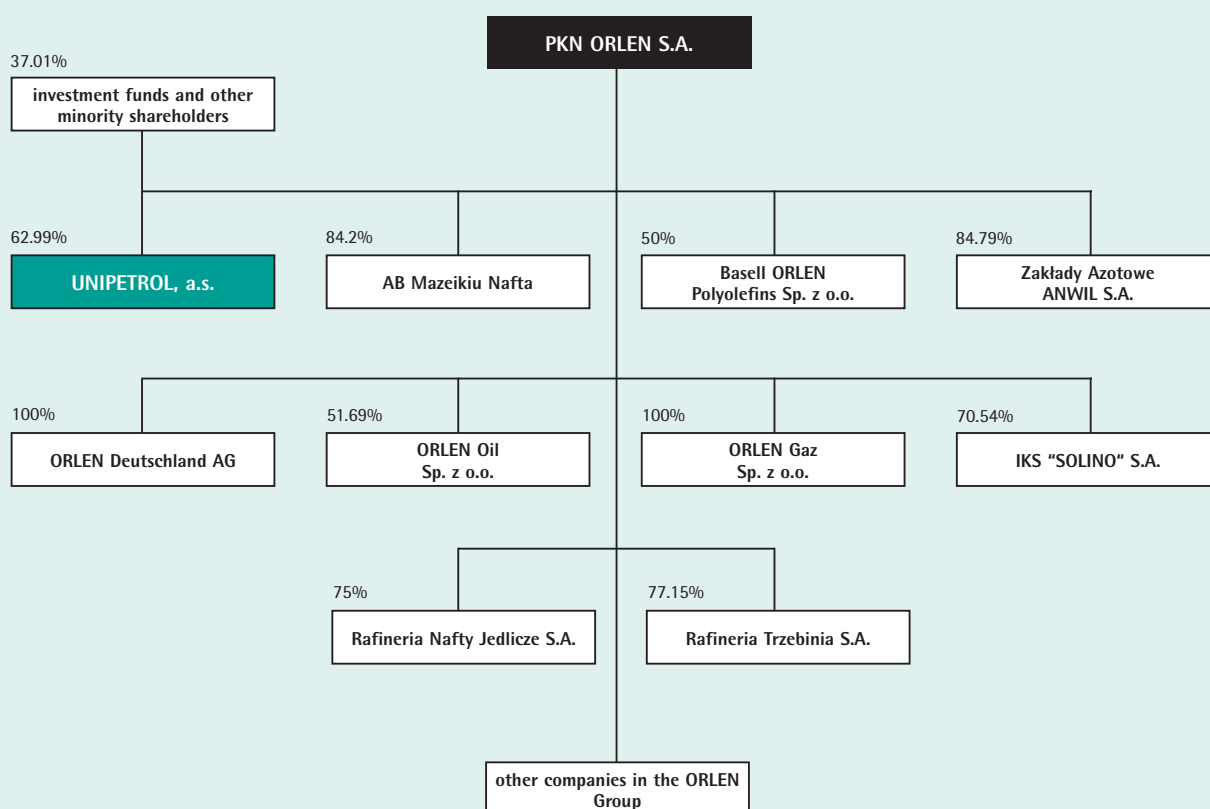 PKN ORLEN S.A.
37.01%
investment funds and other
minority shareholders
62.99%
UNIPETROL, a.s.
84.2%
AB Mazeikiu Nafta
50%
Basell ORLEN
Polyolefins Sp. z o.o.
84.79%
Zakłady Azotowe
ANWIL S.A.
100%
ORLEN Deutschland AG
51.69%
ORLEN Oil
Sp. z o.o.
100%
ORLEN Gaz
Sp. z o.o.
70.54%
IKS “SOLINO“ S.A.
75%
Rafineria Nafty Jedlicze S.A.
77.15%
Rafineria Trzebinia S.A.
other companies in the ORLEN
Group